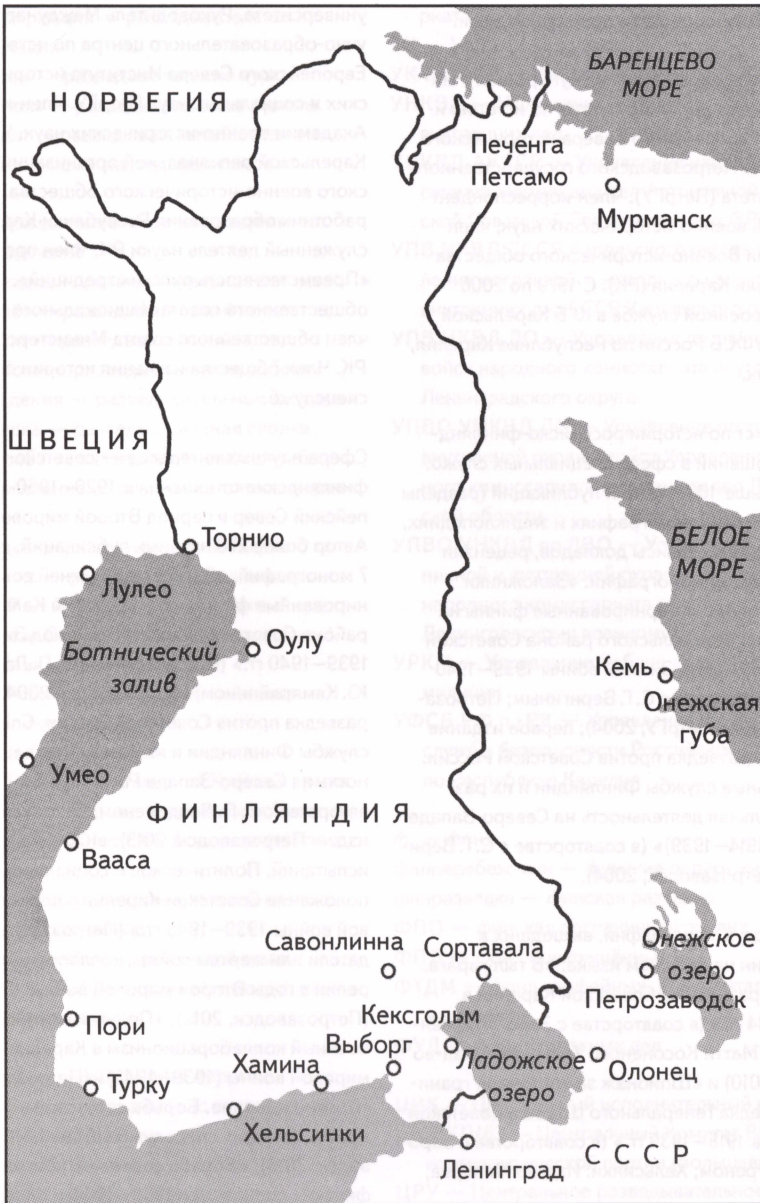 БАРЕНЦЕВО
МОРЕ
НОРВЕГИЯ
Печенга
Петсамо
Мурманск
ШВЕЦИЯ
Торнио
Лулео
БЕЛОЕ
МОРЕ
Ботнический
залив
Оулу
Кемь
Онежская
губа
Умео
ФИНЛЯНДИЯ
Вааса
Савонлинна
Сортавала
Онежское
озеро
Петрозаводск
Кексгольм
Пори
Выборг
Ладожское
озеро
Хамина
Олонец
Турку
Хельсинки
Ленинград
СССР